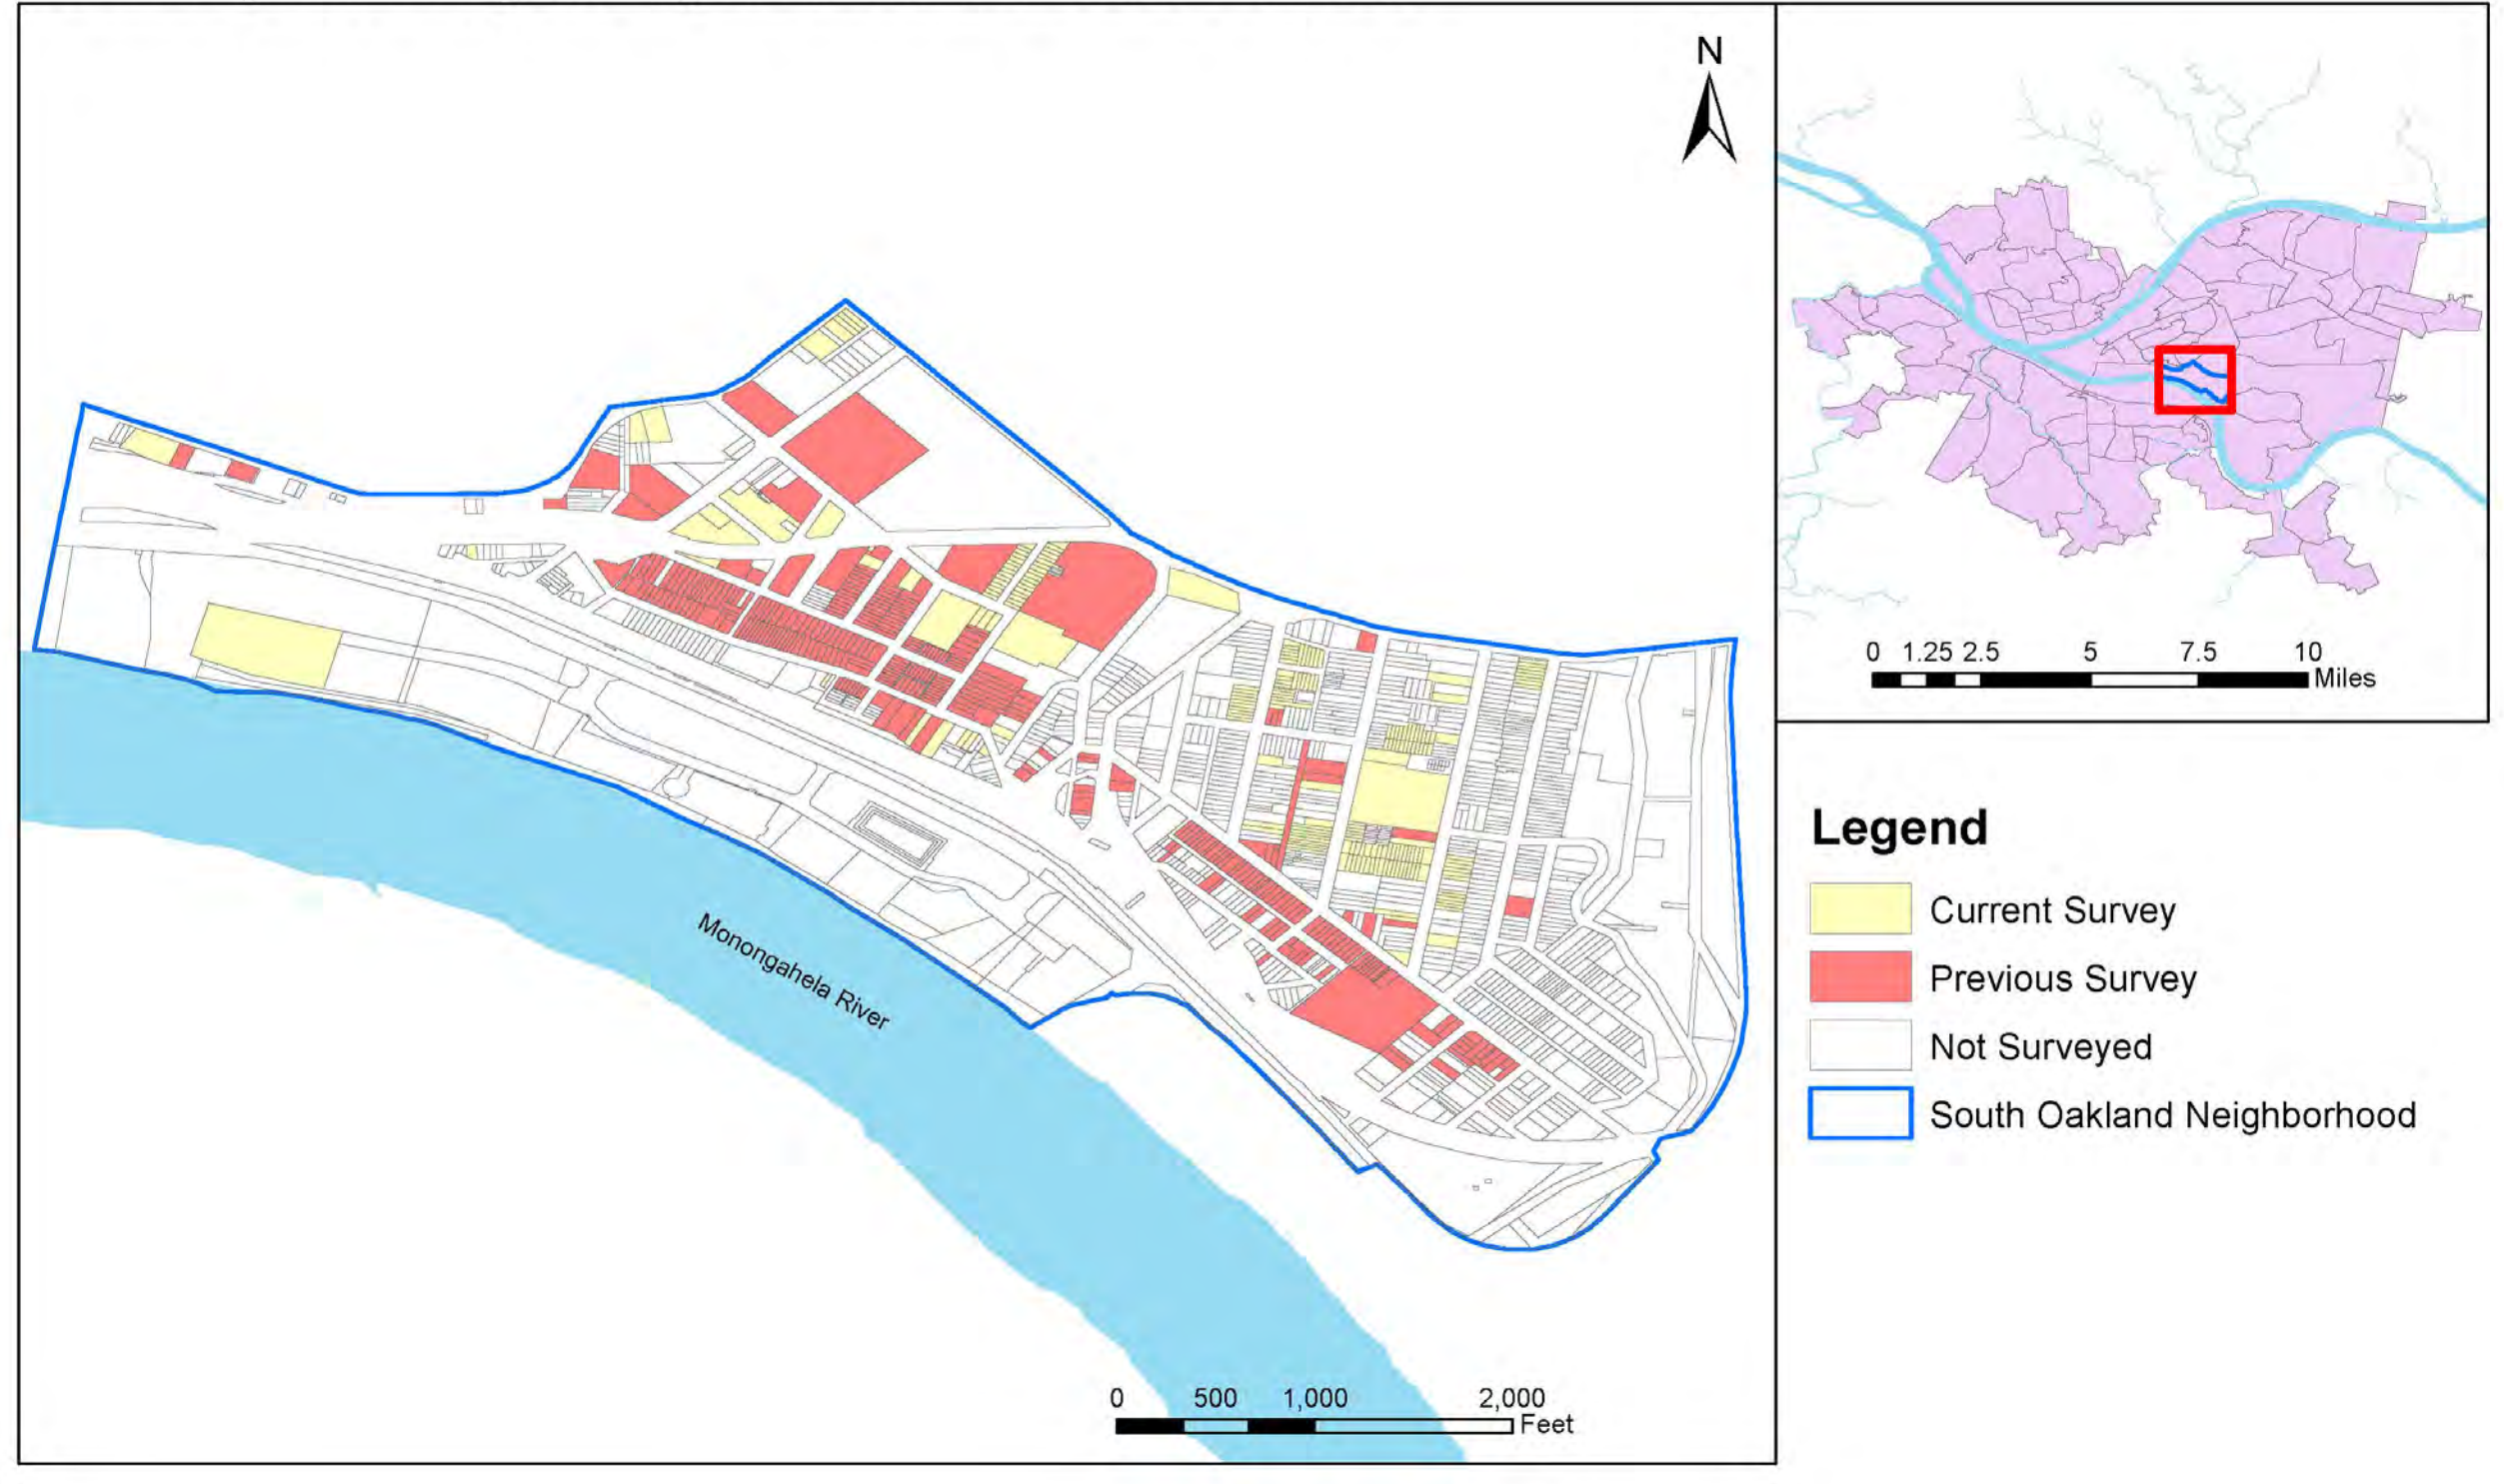 N
Monongahela River
0 500 1,000 2,000
Feet
0 1.25 2.5 5 7.5 10
Miles
Legend
Current Survey
Previous Survey
Not Surveyed
South Oakland Neighborhood